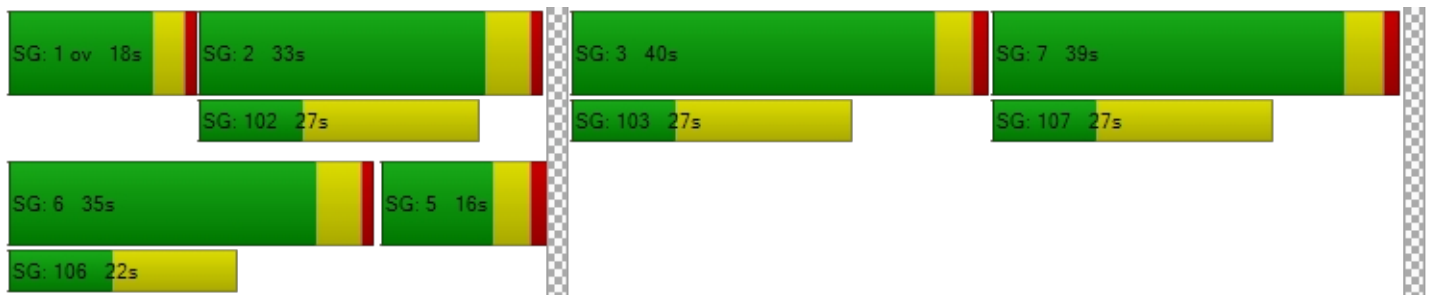 SG: 1 ov 18s
SG: 2 33s
SG: 3 40s
SG: 7 39s
SG: 102 27s
SG: 103 27s
SG: 107 27s
SG: 6 35s
SG: 5 16s
SG: 106 22s